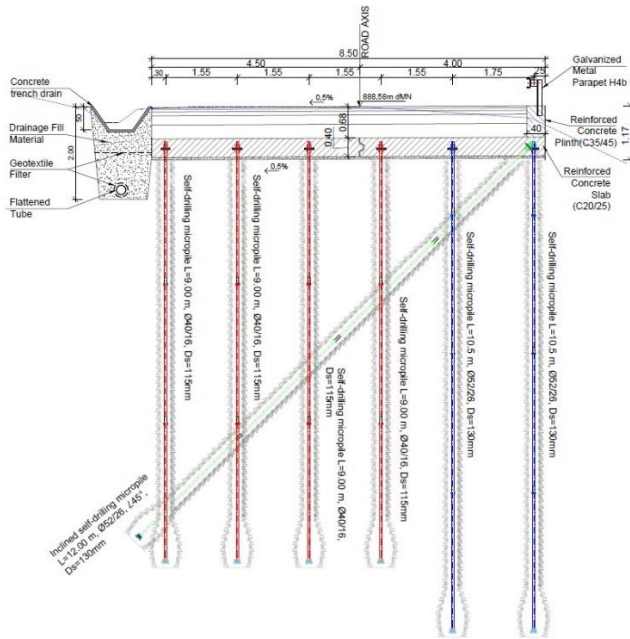 ROAD AXIS
8.50
4.50
4.00
.30
1.55
1.55
1.55
1.55
1.75
.25
Galvanized
Metal
Parapet H4b
Concrete
trench drain
0,5%
888,58m dMN
.50
0.68
0.40
.40
1.17
Reinforced
Concrete
Plinth(C35/45)
Drainage Fill
Material
2.00
Geotextile
Filter
0,5%
Reinforced
Concrete
Slab
(C20/25)
Flattened
Tube
Self-drilling micropile L=9.00 m, Ø40/16, Ds=115mm
Self-drilling micropile L=9.00 m, Ø40/16, Ds=115mm
Self-drilling micropile L=9.00 m, Ø40/16,
Ds=115mm
Self-drilling micropile L=9.00 m, Ø40/16, Ds=115mm
Self-drilling micropile L=10.5 m, Ø52/26, Ds=130mm
Self-drilling micropile L=10.5 m, Ø52/26, Ds=130mm
Inclined self-drilling micropile
L=12.00 m, Ø52/26, ∠45°,
Ds=130mm